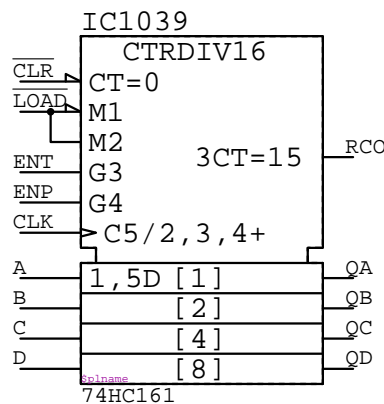 IC1039
CTRDIV16
CLR CT=0
LOAD M1
M2
3CT=15 RCO
ENT G3
ENP G4
CLK C5/2,3,4+
A 1,5D [1] QA
B [2] QB
C [4] QC
D [8] QD
$plname
74HC161